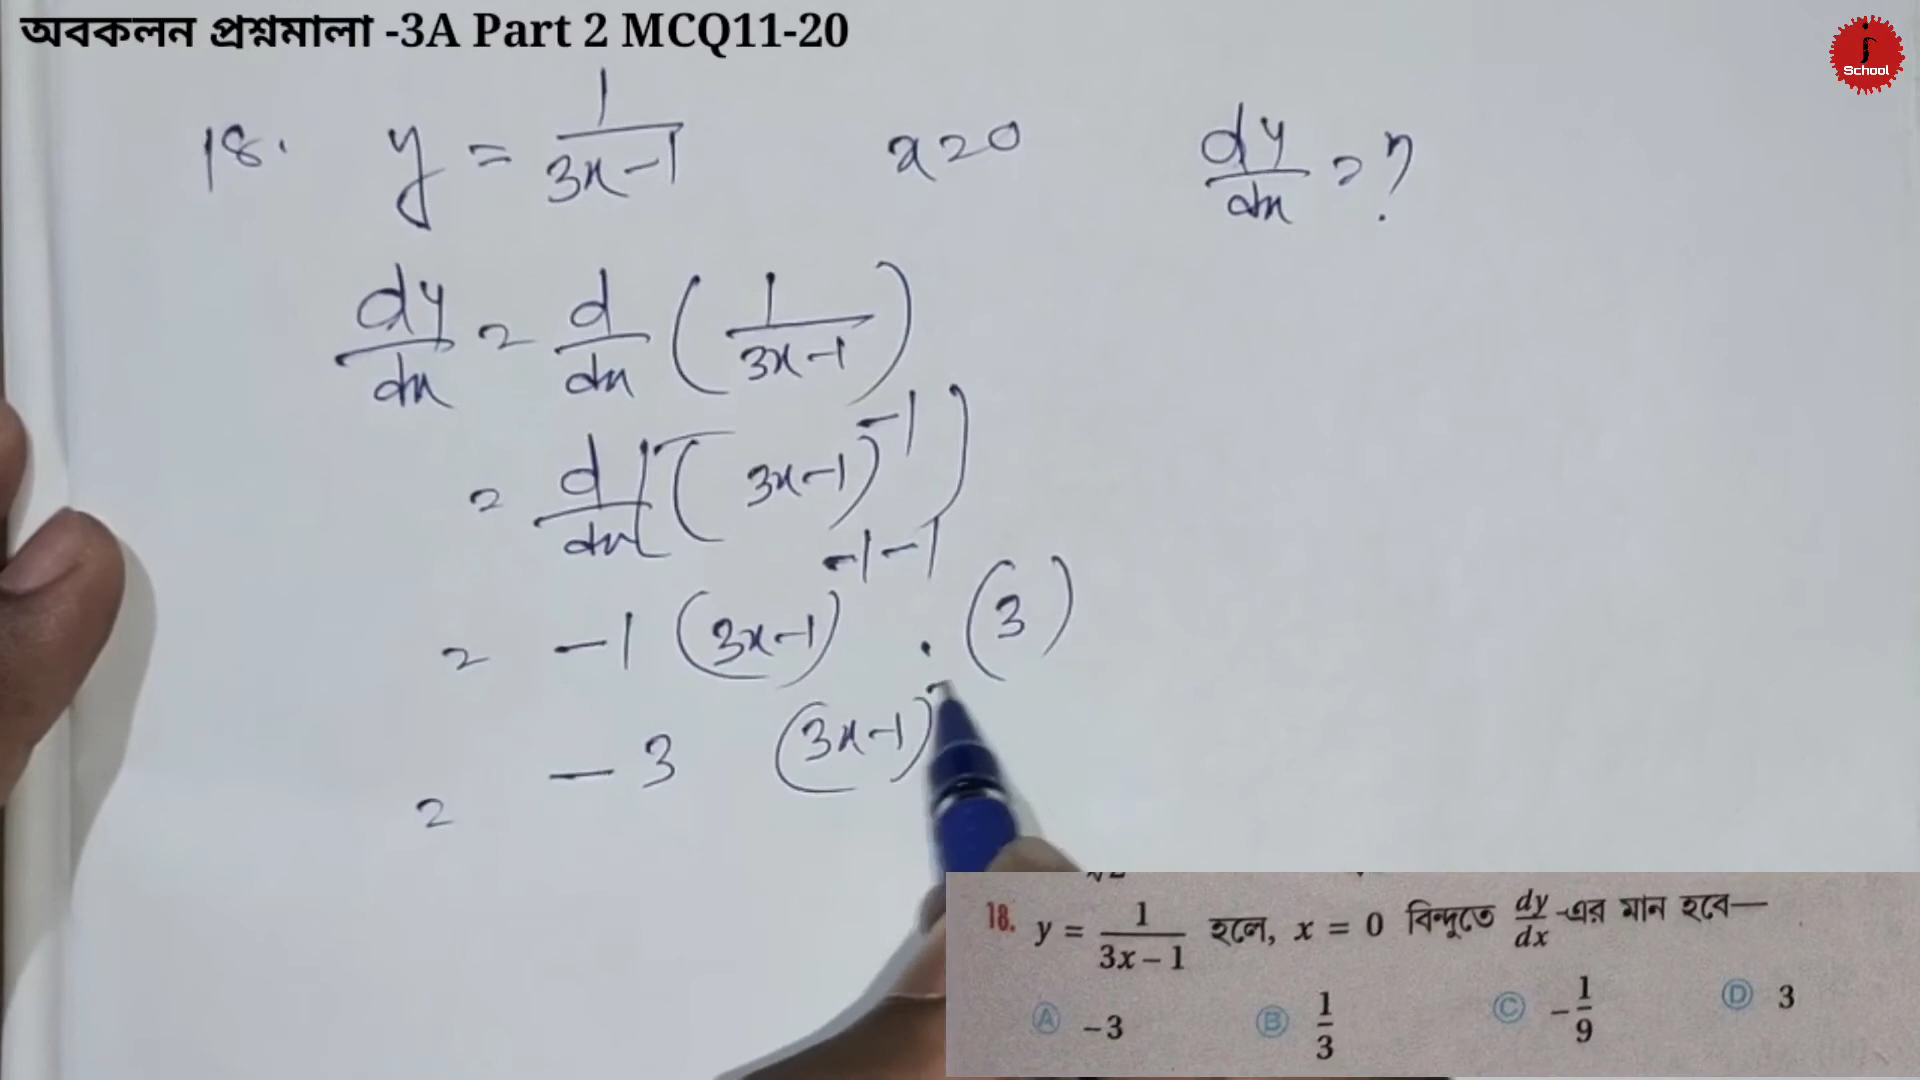 অবকলন প্রশ্নমালা -3A Part 2 MCQ11-20
School
18. y = 1/(3x-1) x=0 dy/dx = ?
dy/dx = d/dx (1/(3x-1))
= d/dx ((3x-1)^-1)
= -1 (3x-1)^-1-1 . (3)
= -3 (3x-1)^-
18. y = 1/(3x-1) হলে, x = 0 বিন্দুতে dy/dx -এর মান হবে—
Ⓐ -3 Ⓑ 1/3 Ⓒ -1/9 Ⓓ 3